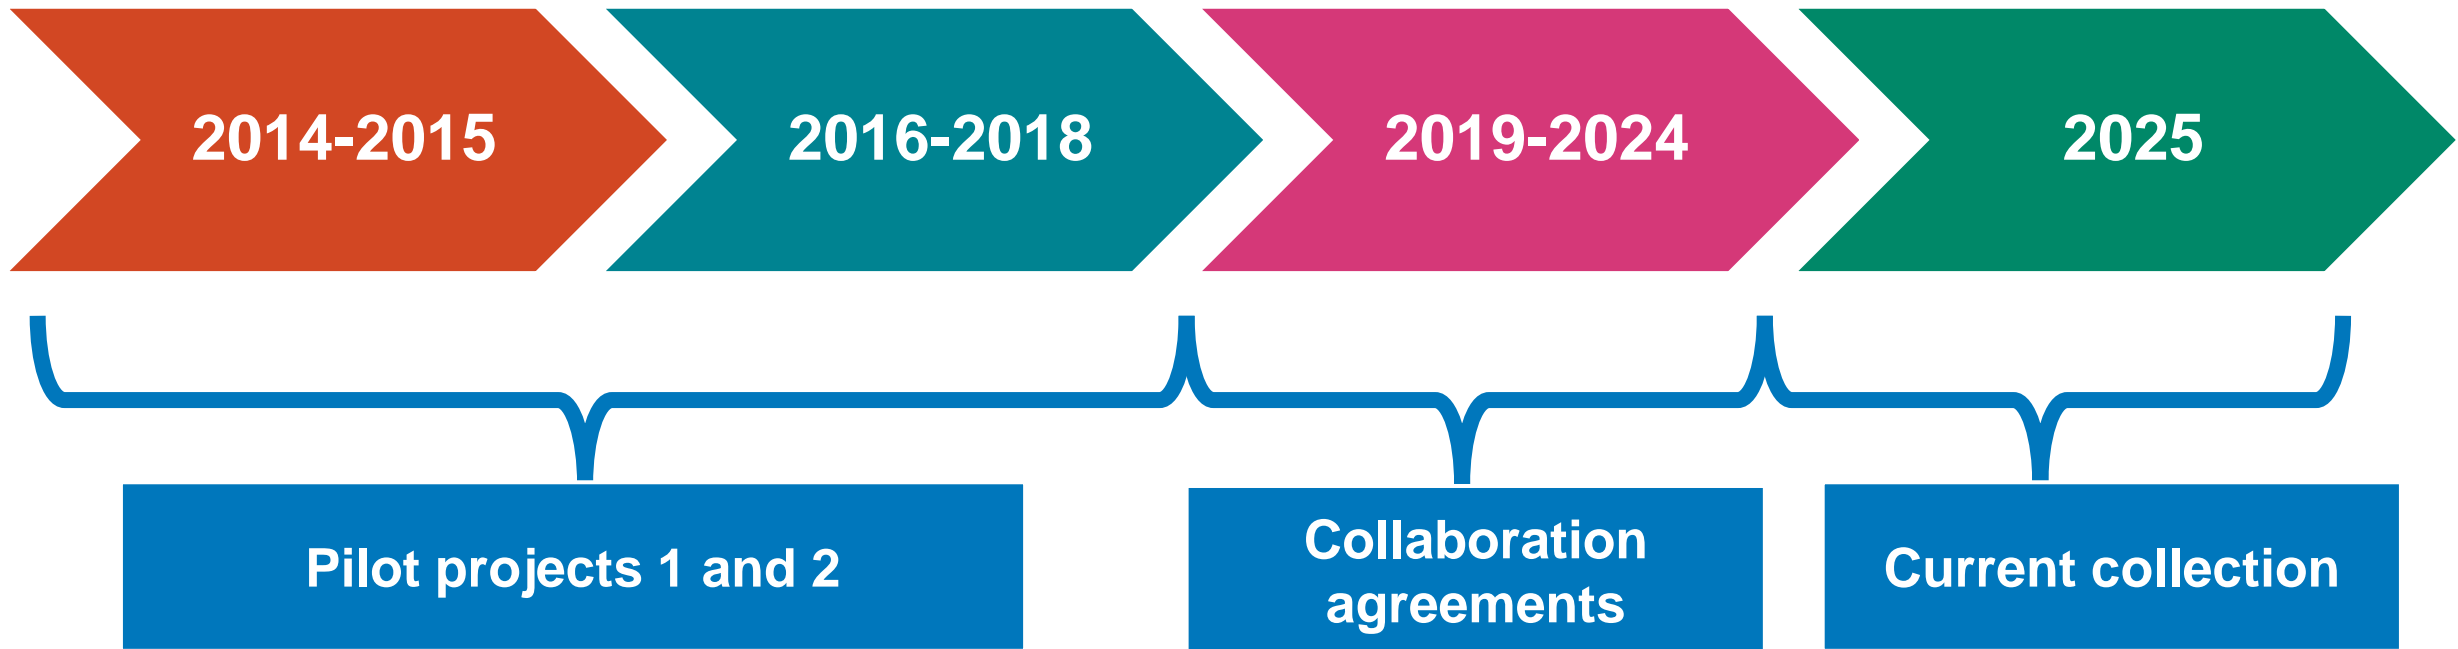 2014-2015
2016-2018
2019-2024
2025
Pilot projects 1 and 2
Collaboration
agreements
Current collection